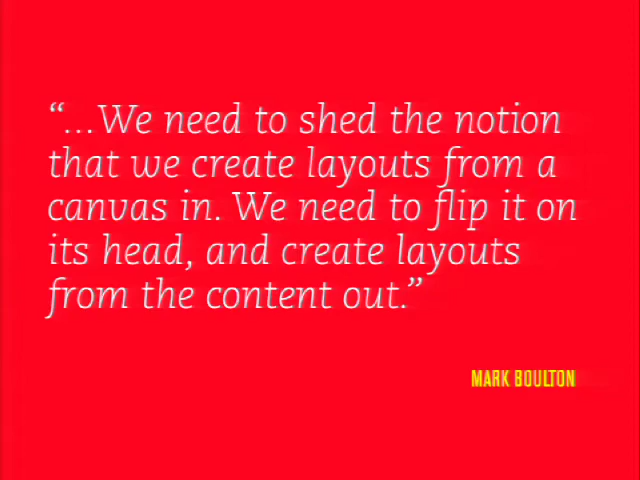 “…We need to shed the notion
that we create layouts from a
canvas in. We need to flip it on
its head, and create layouts
from the content out.”
MARK BOULTON